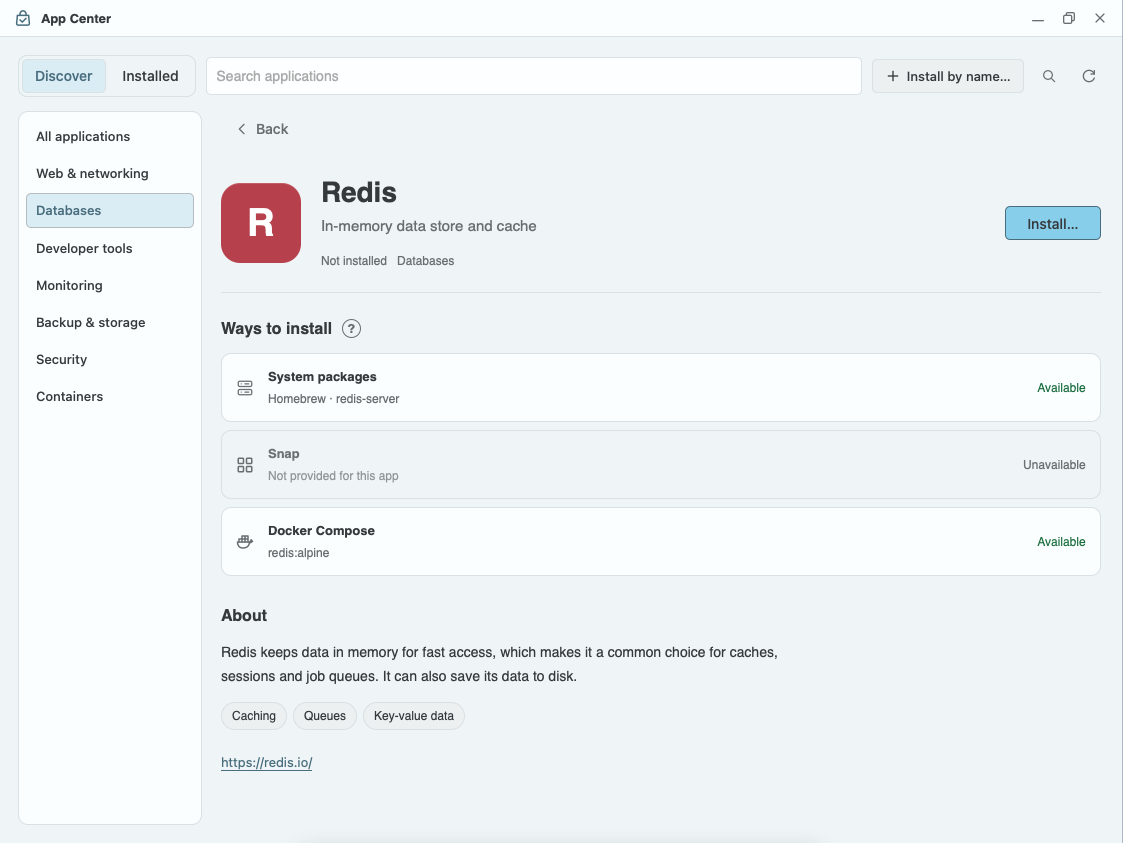 App Center
Discover
Installed
Search applications
Install by name...
All applications
Web & networking
Databases
Developer tools
Monitoring
Backup & storage
Security
Containers
Back
R
Redis
In-memory data store and cache
Not installed Databases
Install...
Ways to install ?
System packages
Homebrew · redis-server
Available
Snap
Not provided for this app
Unavailable
Docker Compose
redis:alpine
Available
About
Redis keeps data in memory for fast access, which makes it a common choice for caches,
sessions and job queues. It can also save its data to disk.
Caching
Queues
Key-value data
https://redis.io/